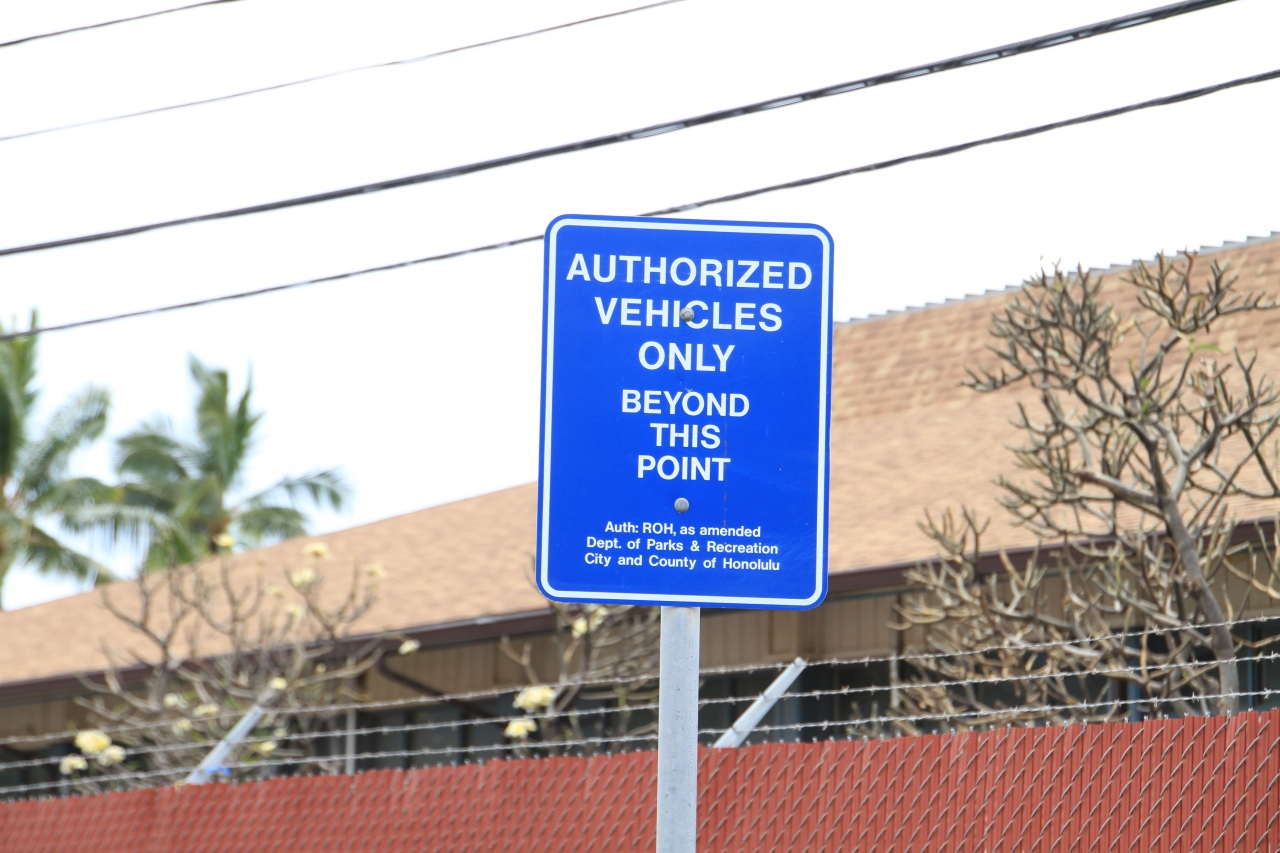 AUTHORIZED
VEHICLES
ONLY
BEYOND
THIS
POINT
Auth: ROH, as amended
Dept. of Parks & Recreation
City and County of Honolulu